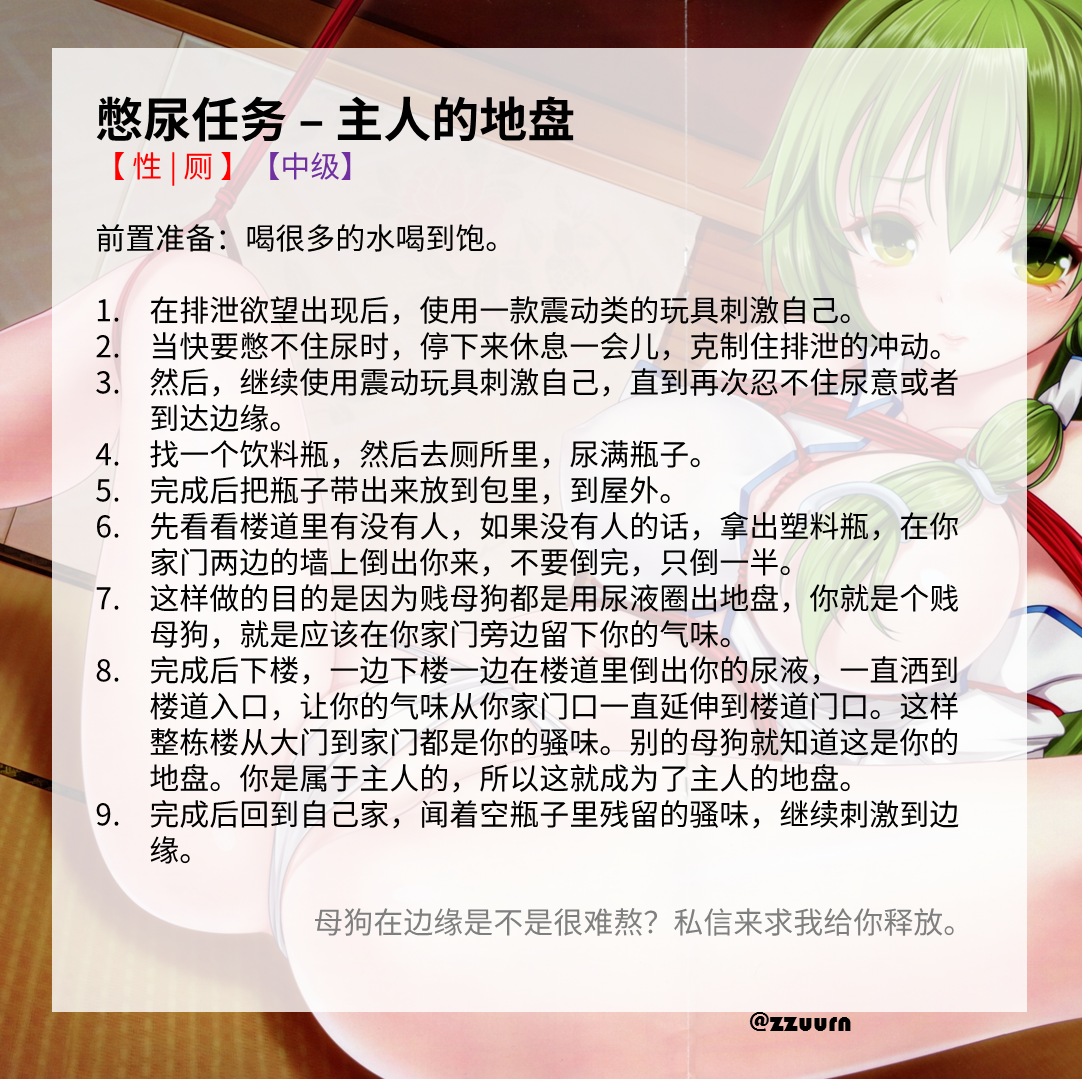 憋尿任务 – 主人的地盘
【 性 | 厕 】 【中级】
前置准备：喝很多的水喝到饱。
1. 在排泄欲望出现后，使用一款震动类的玩具刺激自己。
2. 当快要憋不住尿时，停下来休息一会儿，克制住排泄的冲动。
3. 然后，继续使用震动玩具刺激自己，直到再次忍不住尿意或者
到达边缘。
4. 找一个饮料瓶，然后去厕所里，尿满瓶子。
5. 完成后把瓶子带出来放到包里，到屋外。
6. 先看看楼道里有没有人，如果没有人的话，拿出塑料瓶，在你
家门两边的墙上倒出你来，不要倒完，只倒一半。
7. 这样做的目的是因为贱母狗都是用尿液圈出地盘，你就是个贱
母狗，就是应该在你家门旁边留下你的气味。
8. 完成后下楼，一边下楼一边在楼道里倒出你的尿液，一直洒到
楼道入口，让你的气味从你家门口一直延伸到楼道门口。这样
整栋楼从大门到家门都是你的骚味。别的母狗就知道这是你的
地盘。你是属于主人的，所以这就成为了主人的地盘。
9. 完成后回到自己家，闻着空瓶子里残留的骚味，继续刺激到边
缘。
母狗在边缘是不是很难熬？私信来求我给你释放。
@zzuurn